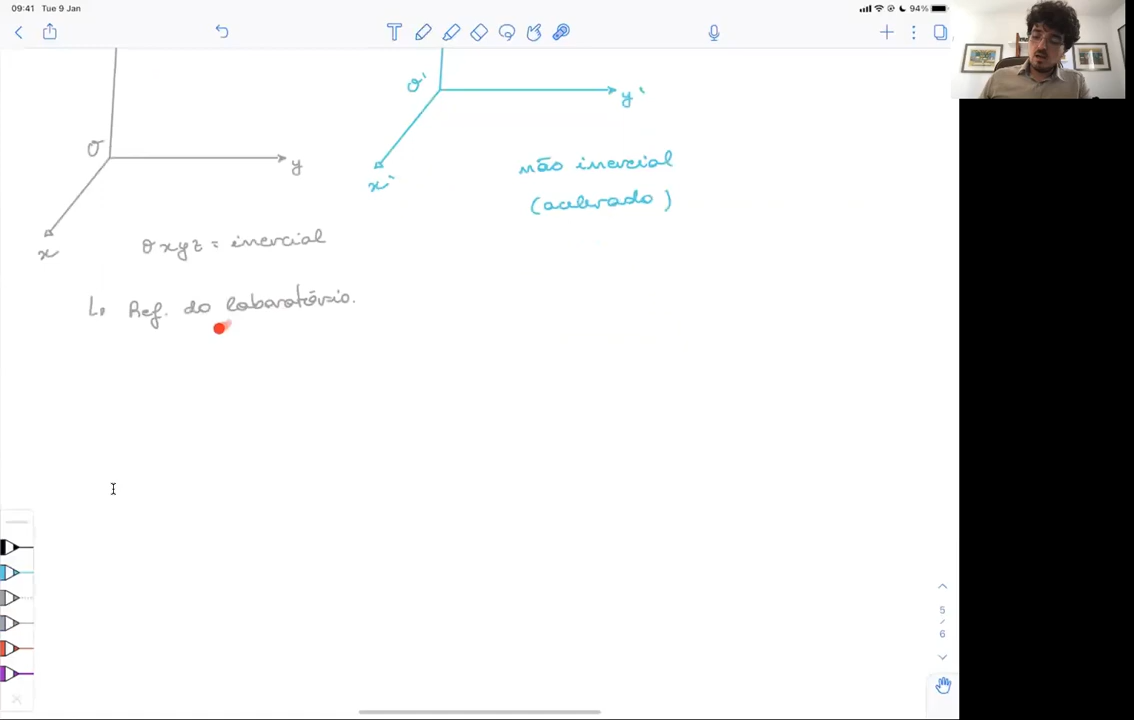 09:41 Tue 9 Jan
94%
T
O'
y'
x'
O
y
x
não inercial
(acelerado)
Oxyz = inercial
↳ Ref. do laboratório.
5
/
6